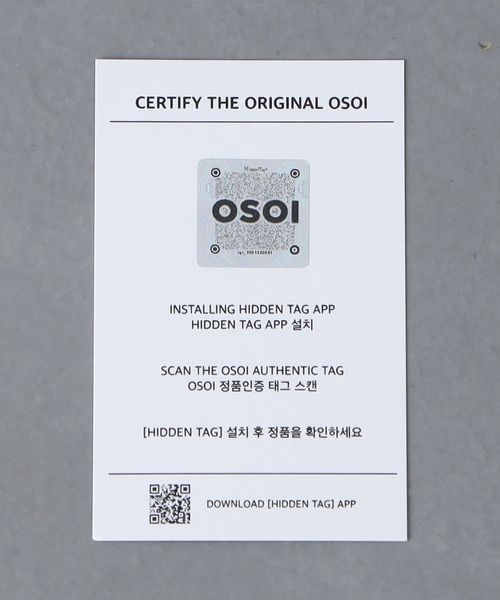 CERTIFY THE ORIGINAL OSOI
HiddenTag
OSOI
INSTALLING HIDDEN TAG APP
HIDDEN TAG APP 설치
SCAN THE OSOI AUTHENTIC TAG
OSOI 정품인증 태그 스캔
[HIDDEN TAG] 설치 후 정품을 확인하세요
DOWNLOAD [HIDDEN TAG] APP